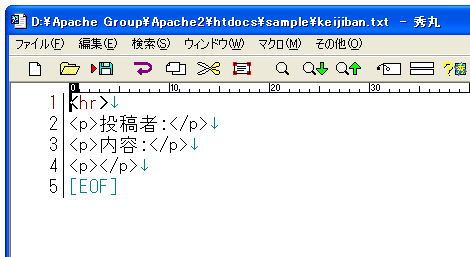 D:¥Apache Group¥Apache2¥htdocs¥sample¥keijiban.txt - 秀丸
ファイル(F) 編集(E) 検索(S) ウィンドウ(W) マクロ(M) その他(O)
0 10 20 30
1 <hr>↓
2 <p>投稿者:</p>↓
3 <p>内容:</p>↓
4 <p></p>↓
5 [EOF]